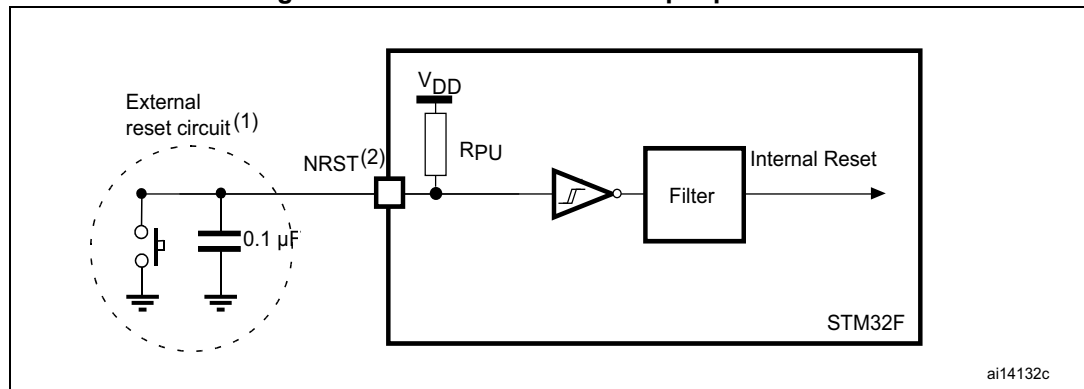 External
reset circuit(1)
VDD
NRST(2)
RPU
Internal Reset
Filter
0.1 µF
STM32F
ai14132c